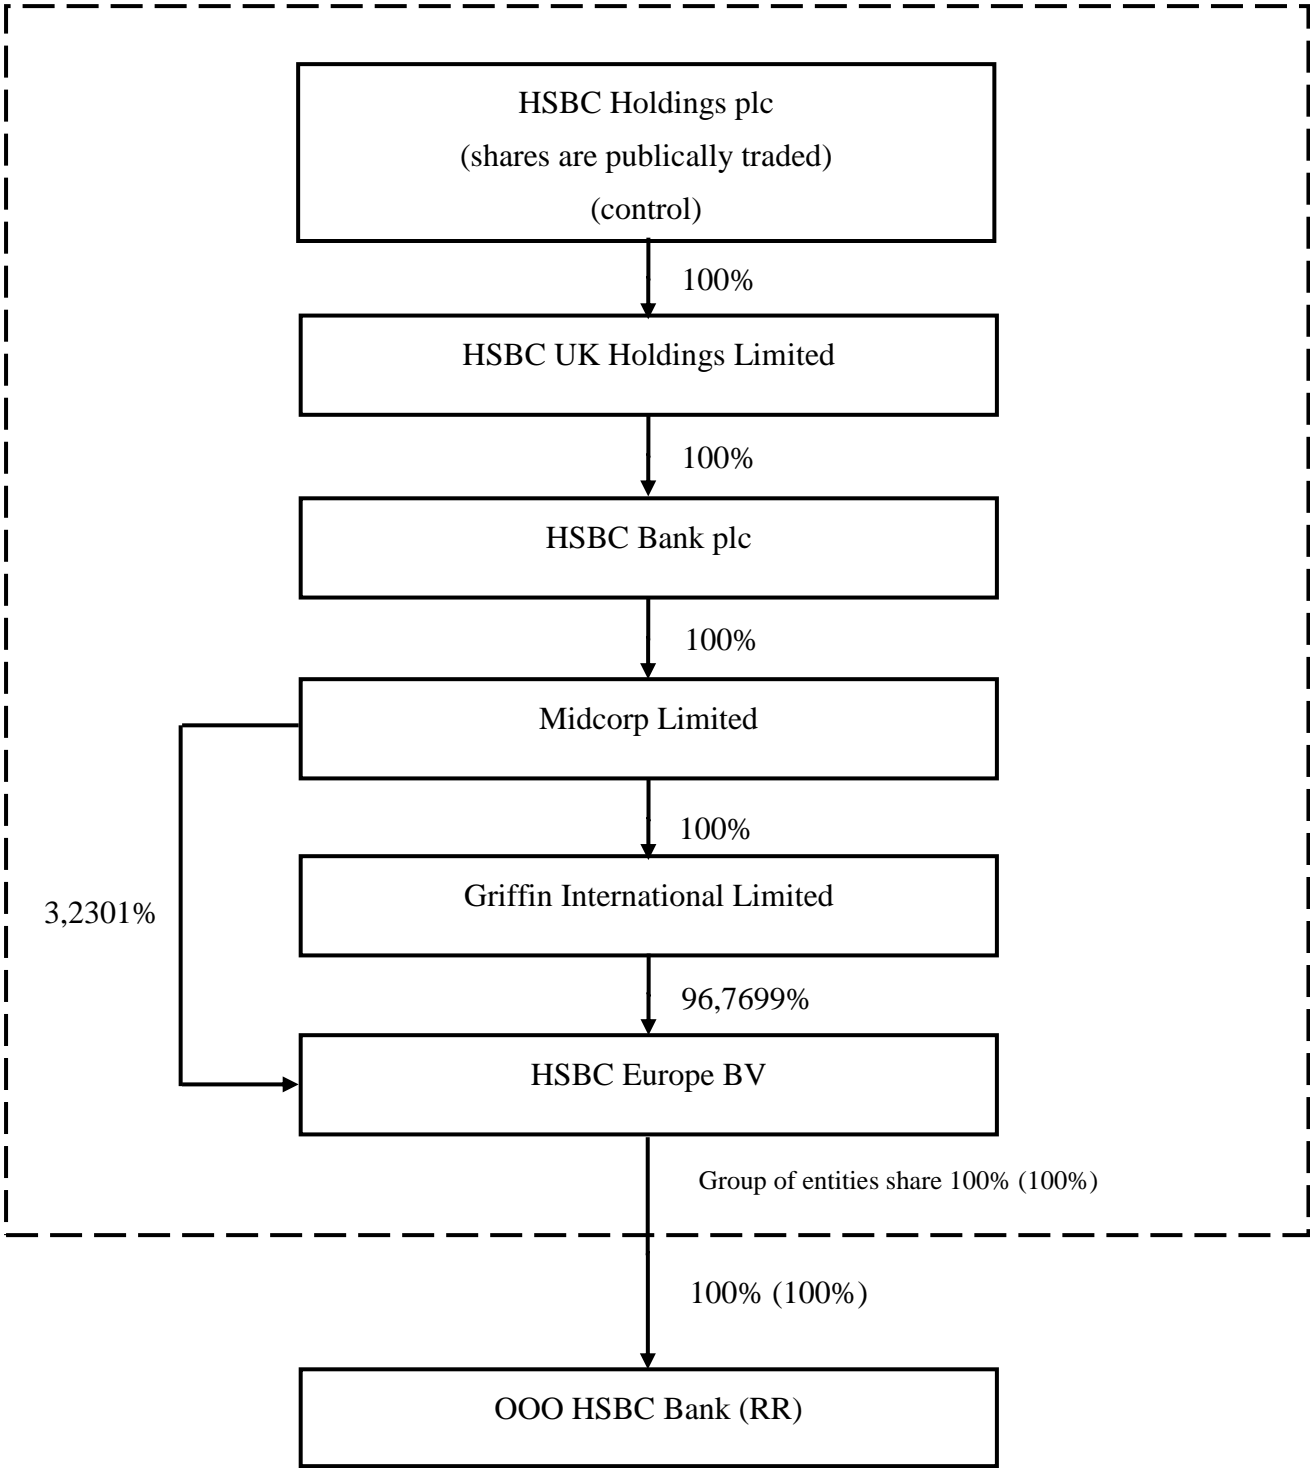 HSBC Holdings plc
(shares are publically traded)
(control)
100%
HSBC UK Holdings Limited
100%
HSBC Bank plc
100%
Midcorp Limited
100%
Griffin International Limited
3,2301%
96,7699%
HSBC Europe BV
Group of entities share 100% (100%)
100% (100%)
OOO HSBC Bank (RR)